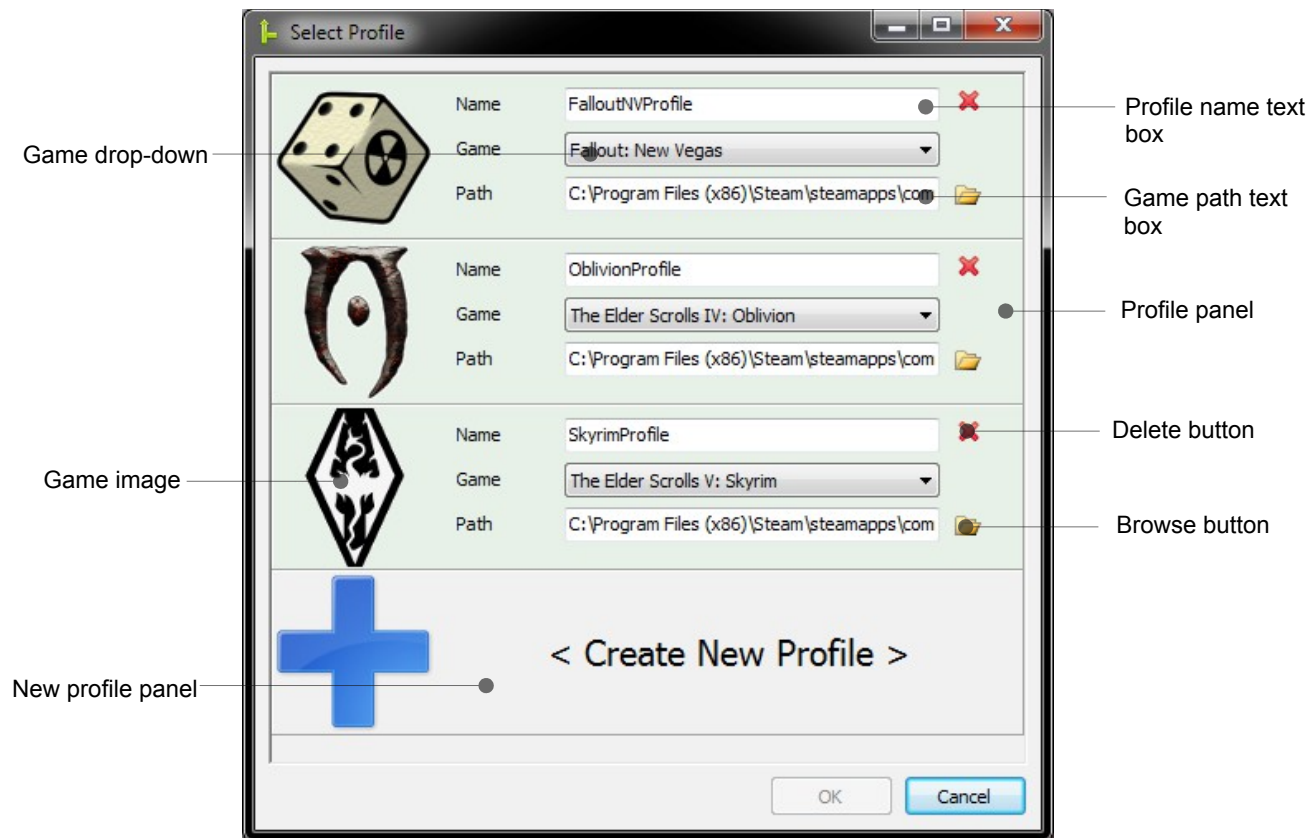 Select Profile
Name FalloutNVProfile
Profile name text
box
Game drop-down
Game Fallout: New Vegas
Path C:\Program Files (x86)\Steam\steamapps\com
Game path text
box
Name OblivionProfile
Game The Elder Scrolls IV: Oblivion
Profile panel
Path C:\Program Files (x86)\Steam\steamapps\com
Name SkyrimProfile
Delete button
Game image
Game The Elder Scrolls V: Skyrim
Path C:\Program Files (x86)\Steam\steamapps\com
Browse button
< Create New Profile >
New profile panel
OK Cancel